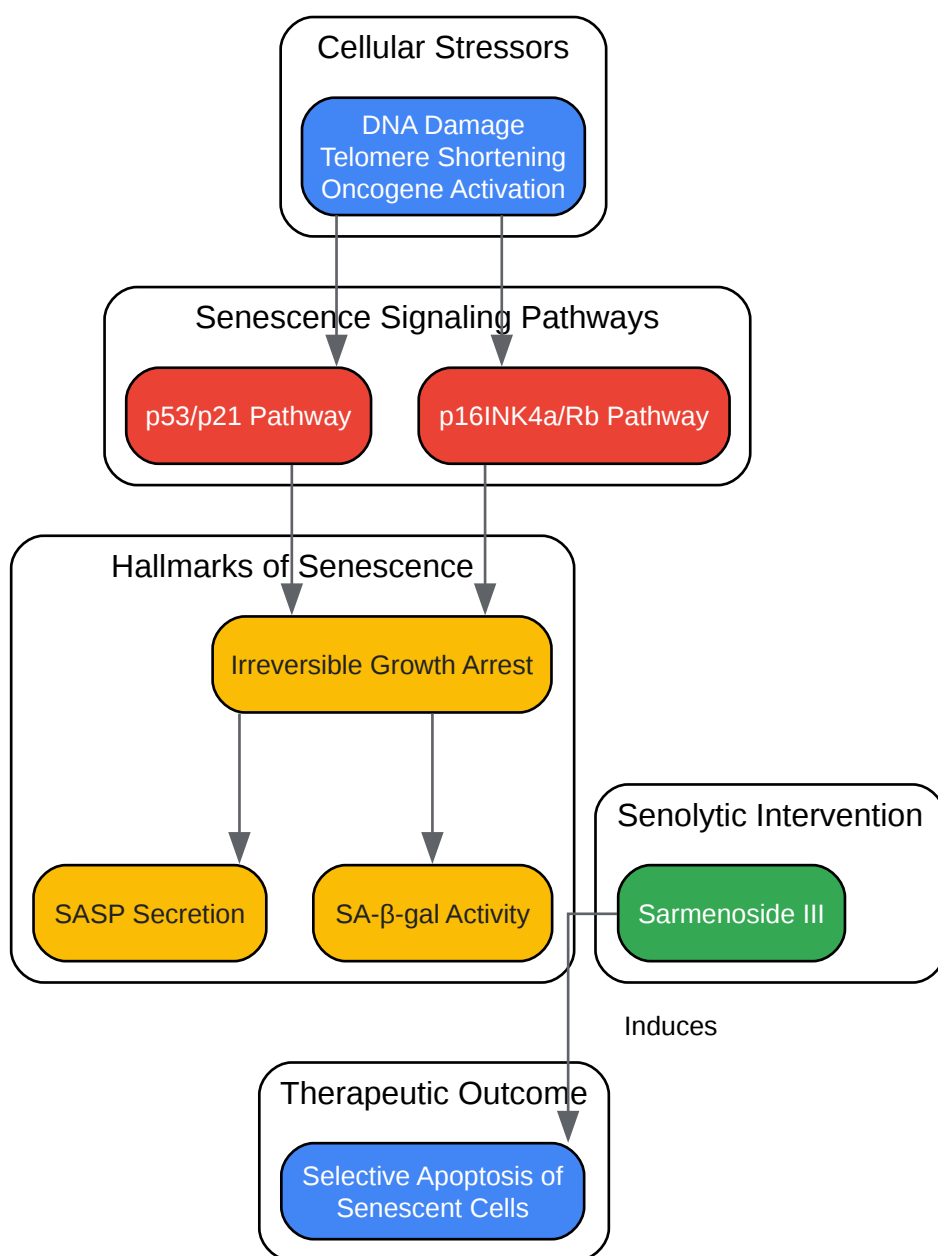 Cellular Stressors
DNA Damage
Telomere Shortening
Oncogene Activation
Senescence Signaling Pathways
p53/p21 Pathway
p16INK4a/Rb Pathway
Hallmarks of Senescence
Irreversible Growth Arrest
Senolytic Intervention
SASP Secretion
SA-β-gal Activity
Sarmenoside III
Induces
Therapeutic Outcome
Selective Apoptosis of
Senescent Cells